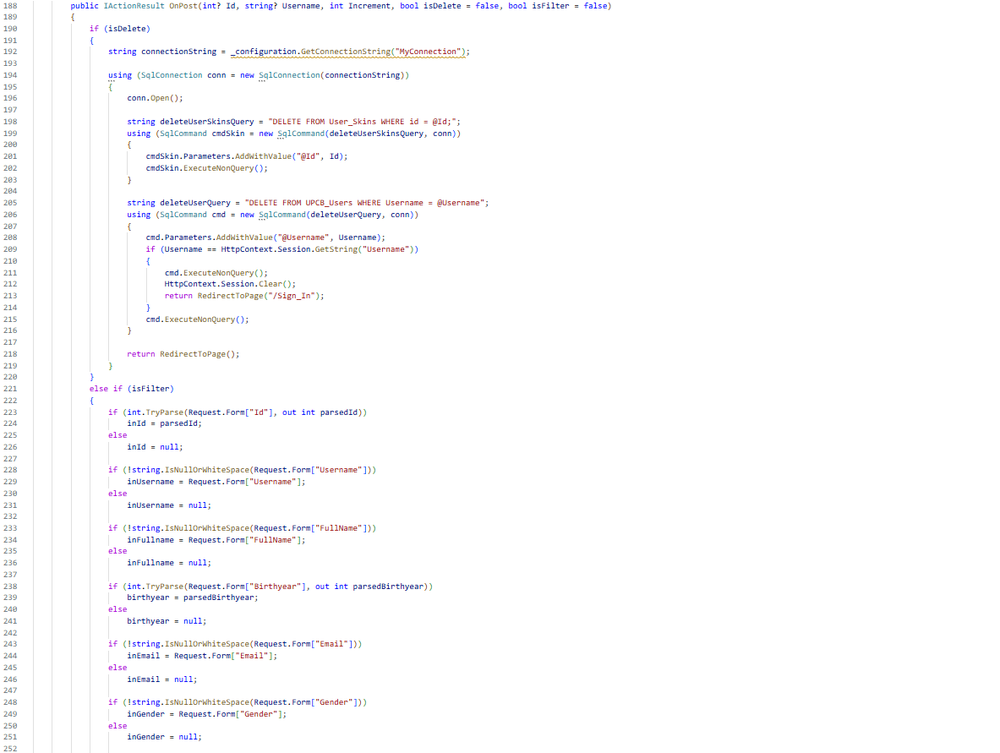 188 public IActionResult OnPost(int? Id, string? Username, int Increment, bool isDelete = false, bool isFilter = false)
189 {
190 if (isDelete)
191 {
192 string connectionString = _configuration.GetConnectionString("MyConnection");
193
194 using (SqlConnection conn = new SqlConnection(connectionString))
195 {
196 conn.Open();
197
198 string deleteUserSkinsQuery = "DELETE FROM User_Skins WHERE id = @Id;";
199 using (SqlCommand cmdSkin = new SqlCommand(deleteUserSkinsQuery, conn))
200 {
201 cmdSkin.Parameters.AddWithValue("@Id", Id);
202 cmdSkin.ExecuteNonQuery();
203 }
204
205 string deleteUserQuery = "DELETE FROM UPCB_Users WHERE Username = @Username";
206 using (SqlCommand cmd = new SqlCommand(deleteUserQuery, conn))
207 {
208 cmd.Parameters.AddWithValue("@Username", Username);
209 if (Username == HttpContext.Session.GetString("Username"))
210 {
211 cmd.ExecuteNonQuery();
212 HttpContext.Session.Clear();
213 return RedirectToPage("/Sign_In");
214 }
215 cmd.ExecuteNonQuery();
216 }
217
218 return RedirectToPage();
219 }
220 }
221 else if (isFilter)
222 {
223 if (int.TryParse(Request.Form["Id"], out int parsedId))
224 inId = parsedId;
225 else
226 inId = null;
227
228 if (!string.IsNullOrWhiteSpace(Request.Form["Username"]))
229 inUsername = Request.Form["Username"];
230 else
231 inUsername = null;
232
233 if (!string.IsNullOrWhiteSpace(Request.Form["FullName"]))
234 inFullname = Request.Form["FullName"];
235 else
236 inFullname = null;
237
238 if (int.TryParse(Request.Form["Birthyear"], out int parsedBirthyear))
239 birthyear = parsedBirthyear;
240 else
241 birthyear = null;
242
243 if (!string.IsNullOrWhiteSpace(Request.Form["Email"]))
244 inEmail = Request.Form["Email"];
245 else
246 inEmail = null;
247
248 if (!string.IsNullOrWhiteSpace(Request.Form["Gender"]))
249 inGender = Request.Form["Gender"];
250 else
251 inGender = null;
252